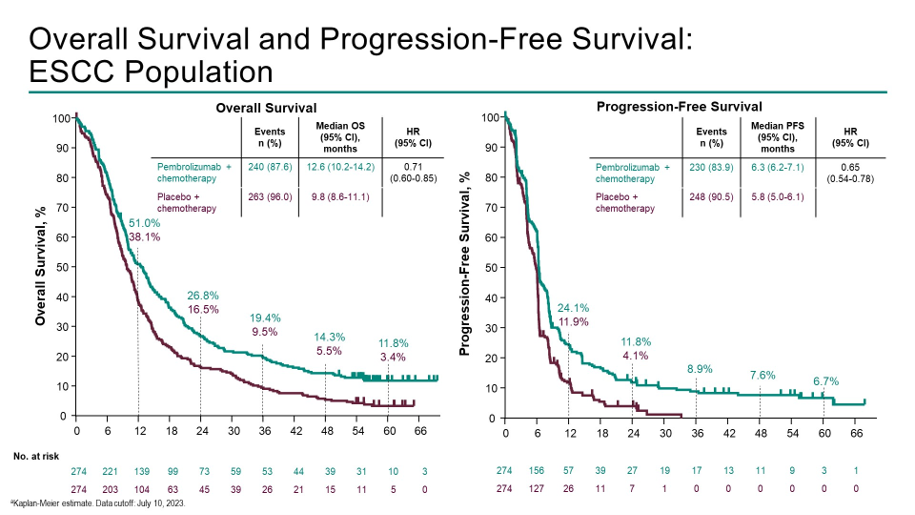 Overall Survival and Progression-Free Survival:
ESCC Population
Overall Survival
Events
n (%)
Median OS
(95% CI),
months
HR
(95% CI)
Pembrolizumab +
chemotherapy
240 (87.6)
12.6 (10.2-14.2)
0.71
(0.60-0.85)
Placebo +
chemotherapy
263 (96.0)
9.8 (8.6-11.1)
Overall Survival, %
100
90
80
70
60
50
40
30
20
10
0
51.0%
38.1%
26.8%
16.5%
19.4%
9.5%
14.3%
5.5%
11.8%
3.4%
0 6 12 18 24 30 36 42 48 54 60 66
Progression-Free Survival
Events
n (%)
Median PFS
(95% CI),
months
HR
(95% CI)
Pembrolizumab +
chemotherapy
230 (83.9)
6.3 (6.2-7.1)
0.65
(0.54-0.78)
Placebo +
chemotherapy
248 (90.5)
5.8 (5.0-6.1)
Progression-Free Survival, %
100
90
80
70
60
50
40
30
20
10
0
24.1%
11.9%
11.8%
4.1%
8.9%
7.6%
6.7%
0 6 12 18 24 30 36 42 48 54 60 66
No. at risk
274 221 139 99 73 59 53 44 39 31 10 3
274 203 104 63 45 39 26 21 15 11 5 0
274 156 57 39 27 19 17 13 11 9 3 1
274 127 26 11 7 1 0 0 0 0 0 0
ᵃKaplan-Meier estimate. Data cutoff: July 10, 2023.